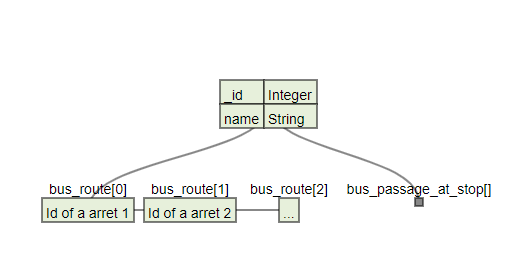 _id Integer
name String
bus_route[0] bus_route[1] bus_route[2] bus_passage_at_stop[]
Id of a arret 1 Id of a arret 2 ...